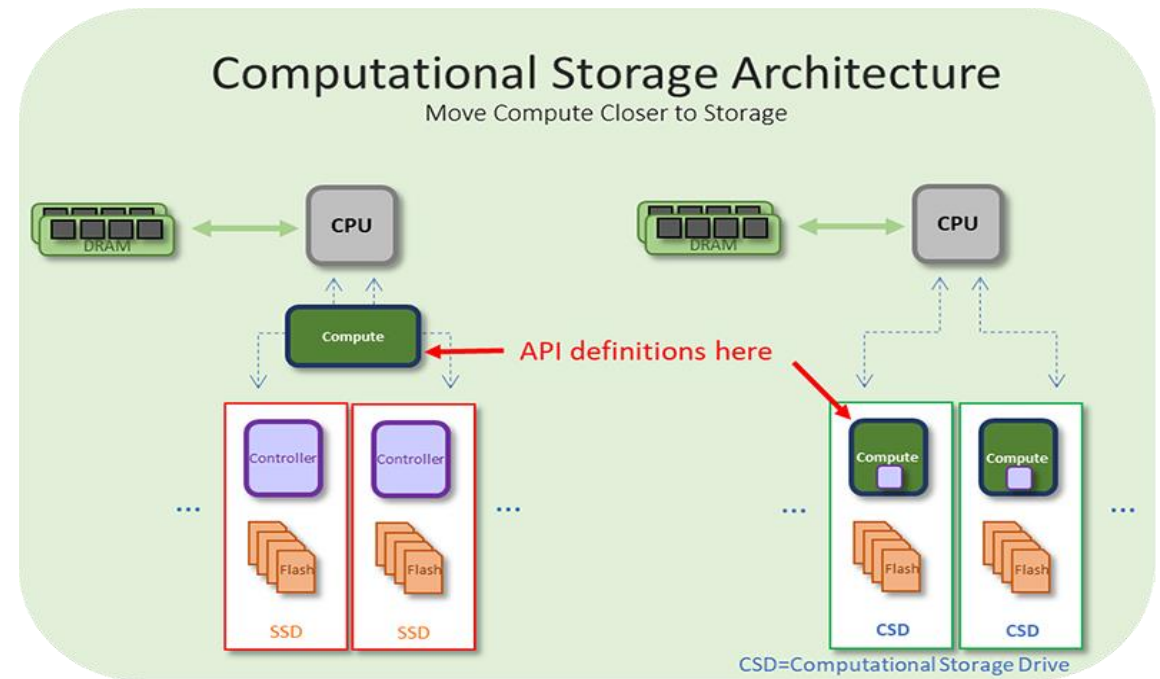 Computational Storage Architecture
Move Compute Closer to Storage
DRAM
CPU
DRAM
CPU
Compute
API definitions here
Controller
Controller
Compute
Compute
...
...
...
...
Flash
Flash
Flash
Flash
SSD
SSD
CSD
CSD
CSD=Computational Storage Drive